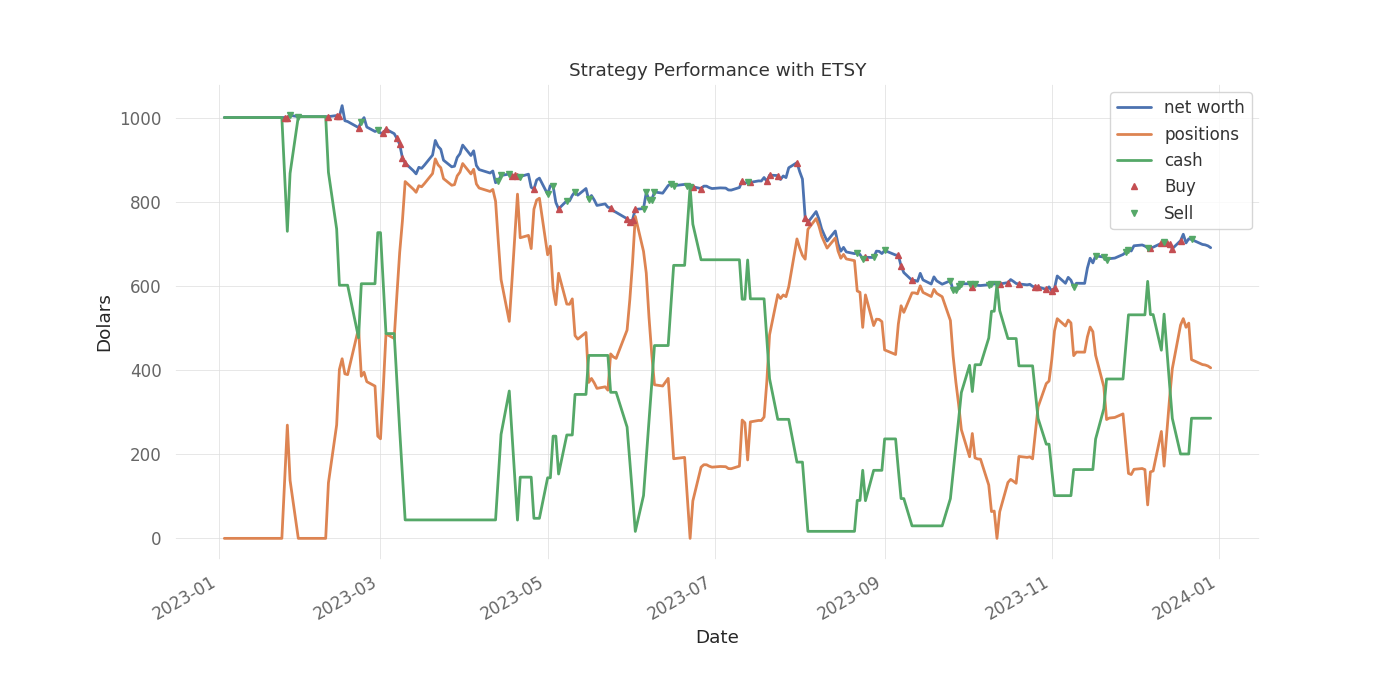 Strategy Performance with ETSY
net worth
positions
cash
Buy
Sell
1000
800
600
400
200
0
Dolars
2023-01
2023-03
2023-05
2023-07
2023-09
2023-11
2024-01
Date